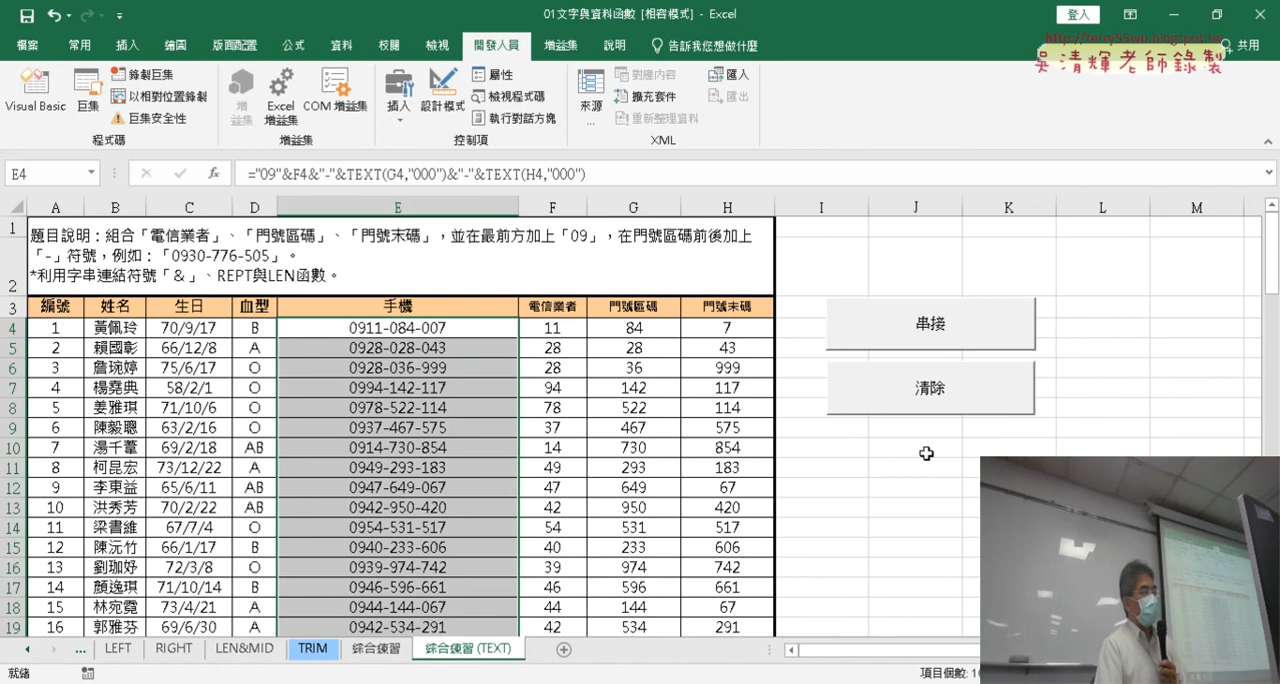 01文字與資料函數 [相容模式] - Excel
登入
檔案 常用 插入 繪圖 版面配置 公式 資料 校閱 檢視 開發人員 增益集 說明 告訴我您想做什麼 共用
http://terry55wu.blogspot.tw
吳清輝老師錄製
Visual Basic 巨集 錄製巨集 以相對位置錄製 巨集安全性
增益集 Excel 增益集 COM 增益集
插入 設計模式 屬性 檢視程式碼 執行對話方塊
來源 ... 對應內容 擴充套件 重新整理資料 匯入 匯出
程式碼 增益集 控制項 XML
E4 fx ="09"&F4&"-"&TEXT(G4,"000")&"-"&TEXT(H4,"000")
A B C D E F G H I J K L M
1 題目說明：組合「電信業者」、「門號區碼」、「門號末碼」，並在最前方加上「09」，在門號區碼前後加上
「-」符號，例如：「0930-776-505」。
2 *利用字串連結符號「&」、REPT與LEN函數。
3 編號 姓名 生日 血型 手機 電信業者 門號區碼 門號末碼
4 1 黃佩玲 70/9/17 B 0911-084-007 11 84 7
串接
5 2 賴國彰 66/12/8 A 0928-028-043 28 28 43
6 3 詹琬婷 75/6/17 O 0928-036-999 28 36 999
7 4 楊堯典 58/2/1 O 0994-142-117 94 142 117
清除
8 5 姜雅琪 71/10/6 O 0978-522-114 78 522 114
9 6 陳毅聰 63/2/16 O 0937-467-575 37 467 575
10 7 湯千葦 69/2/18 AB 0914-730-854 14 730 854
11 8 柯昆宏 73/12/22 A 0949-293-183 49 293 183
12 9 李東益 65/6/11 AB 0947-649-067 47 649 67
13 10 洪秀芳 70/2/22 AB 0942-950-420 42 950 420
14 11 梁書維 67/7/4 O 0954-531-517 54 531 517
15 12 陳沅竹 66/1/17 B 0940-233-606 40 233 606
16 13 劉珈妤 72/3/8 O 0939-974-742 39 974 742
17 14 顏逸琪 71/10/14 B 0946-596-661 46 596 661
18 15 林宛霓 73/4/21 A 0944-144-067 44 144 67
19 16 郭雅芬 69/6/30 A 0942-534-291 42 534 291
... LEFT RIGHT LEN&MID TRIM 綜合練習 綜合練習 (TEXT)
就緒 項目個數: